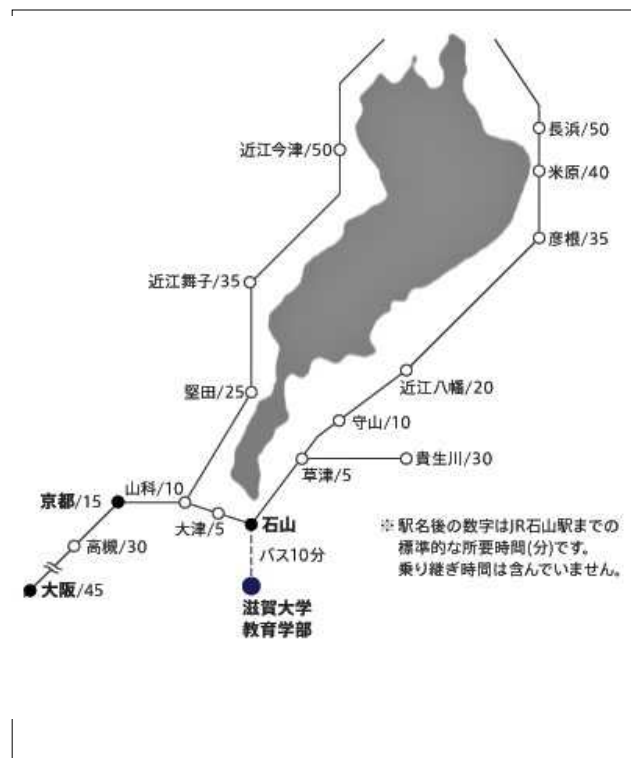 長浜/50
近江今津/50
米原/40
彦根/35
近江舞子/35
近江八幡/20
堅田/25
守山/10
貴生川/30
草津/5
山科/10
京都/15
大津/5
石山
高槻/30
バス10分
大阪/45
滋賀大学
教育学部
※ 駅名後の数字はJR石山駅までの
標準的な所要時間(分)です。
乗り継ぎ時間は含んでいません。